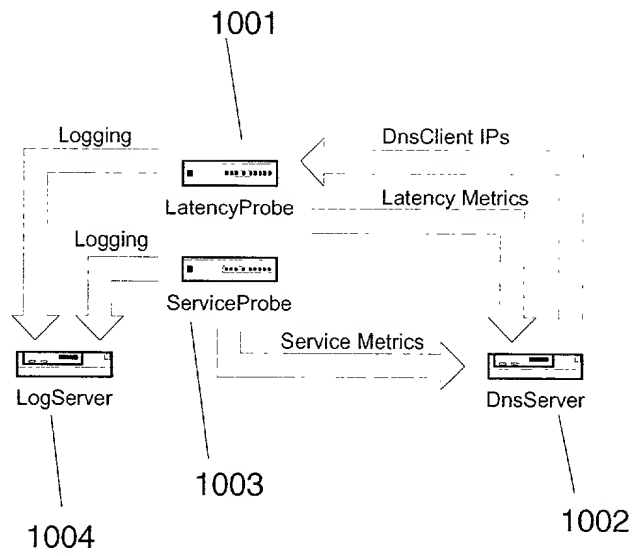 1001
Logging
DnsClient IPs
LatencyProbe
Latency Metrics
Logging
ServiceProbe
Service Metrics
LogServer
DnsServer
1003
1004
1002